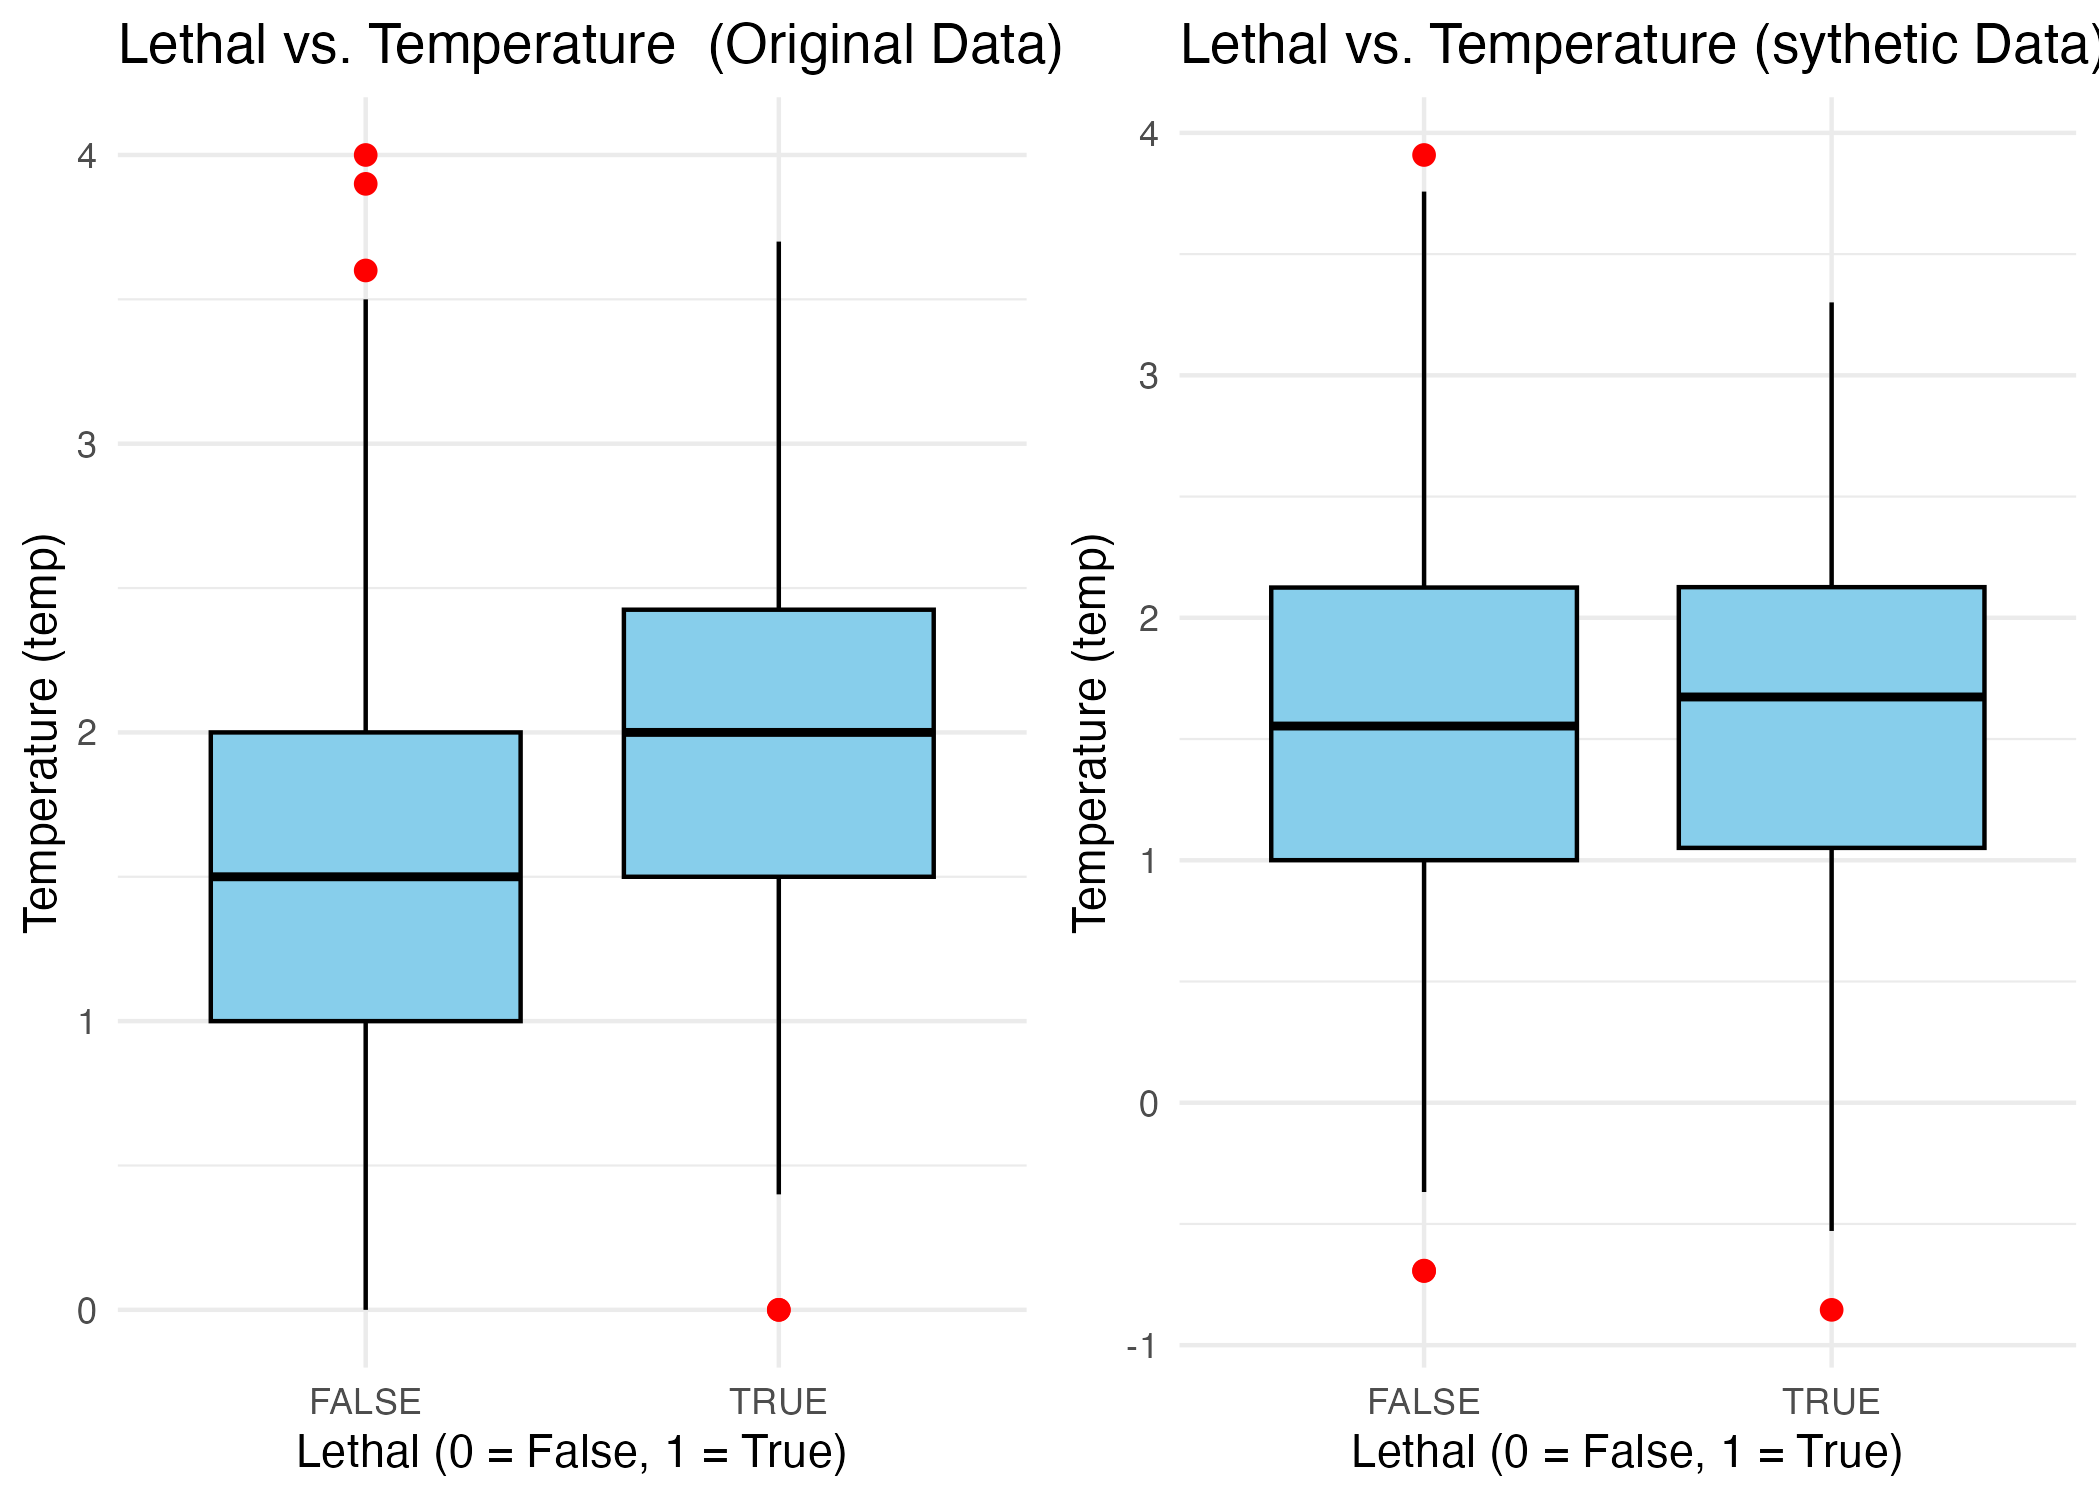 Lethal vs. Temperature  (Original Data)
Temperature (temp)
4
3
2
1
0
FALSE
TRUE
Lethal (0 = False, 1 = True)
Lethal vs. Temperature (sythetic Data)
Temperature (temp)
4
3
2
1
0
-1
FALSE
TRUE
Lethal (0 = False, 1 = True)